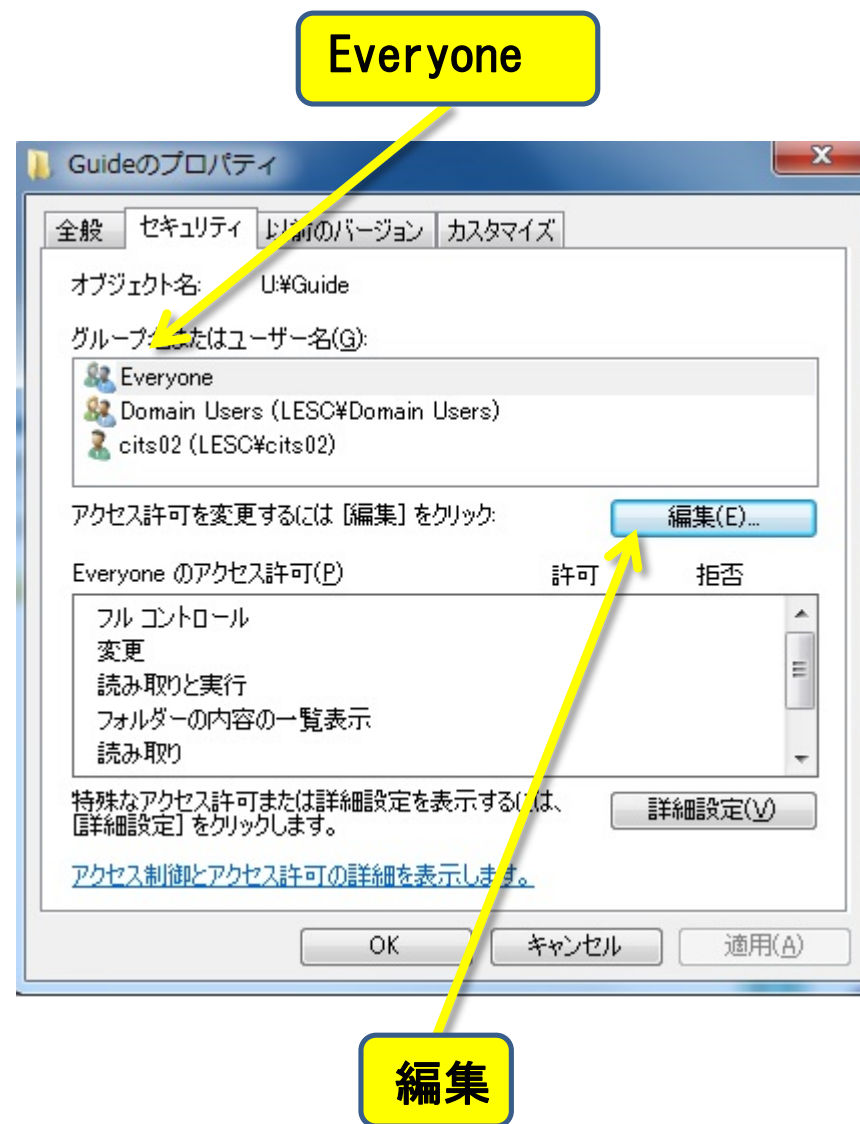 Everyone
Guideのプロパティ
全般 セキュリティ 以前のバージョン カスタマイズ
オブジェクト名: U:¥Guide
グループ名またはユーザー名(G):
Everyone
Domain Users (LESC¥Domain Users)
cits02 (LESC¥cits02)
アクセス許可を変更するには [編集] をクリック: 編集(E)...
Everyone のアクセス許可(P) 許可 拒否
フル コントロール
変更
読み取りと実行
フォルダーの内容の一覧表示
読み取り
特殊なアクセス許可または詳細設定を表示するには、
[詳細設定] をクリックします。 詳細設定(V)
アクセス制御とアクセス許可の詳細を表示します。
OK キャンセル 適用(A)
編集